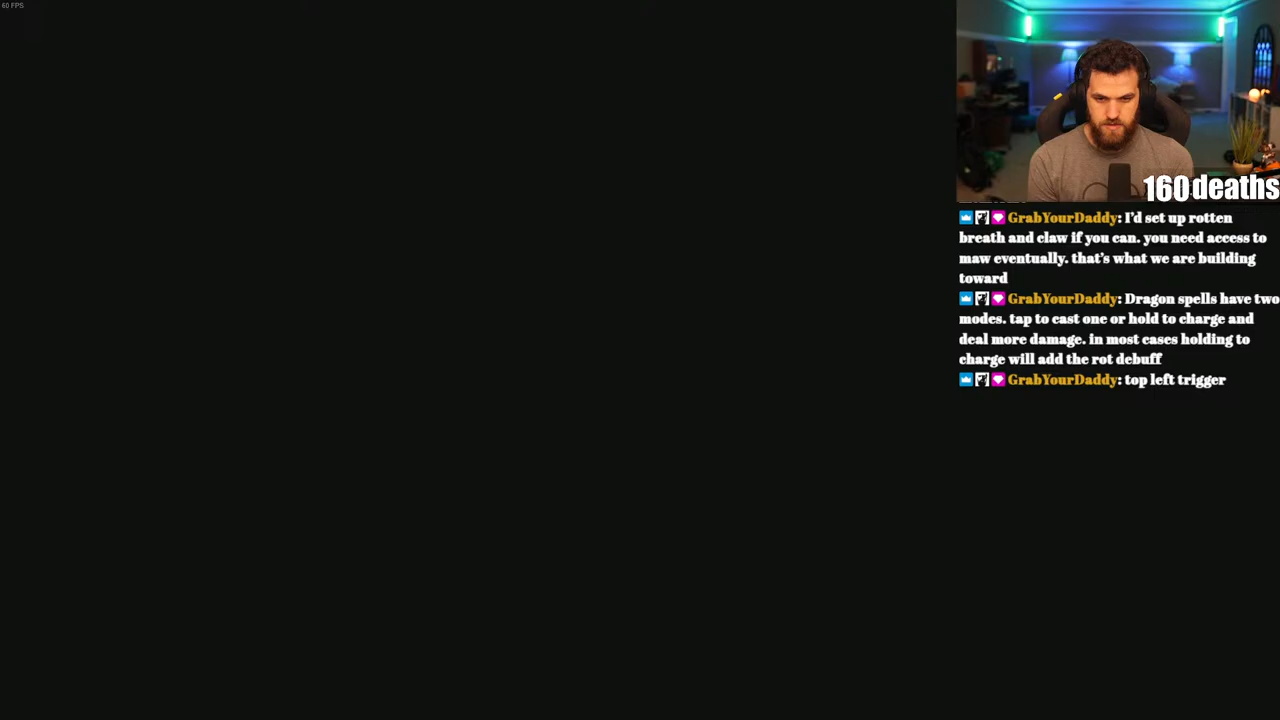 60 FPS
160 deaths
GrabYourDaddy: I'd set up rotten
breath and claw if you can. you need access to
maw eventually. that's what we are building
toward
GrabYourDaddy: Dragon spells have two
modes. tap to cast one or hold to charge and
deal more damage. in most cases holding to
charge will add the rot debuff
GrabYourDaddy: top left trigger